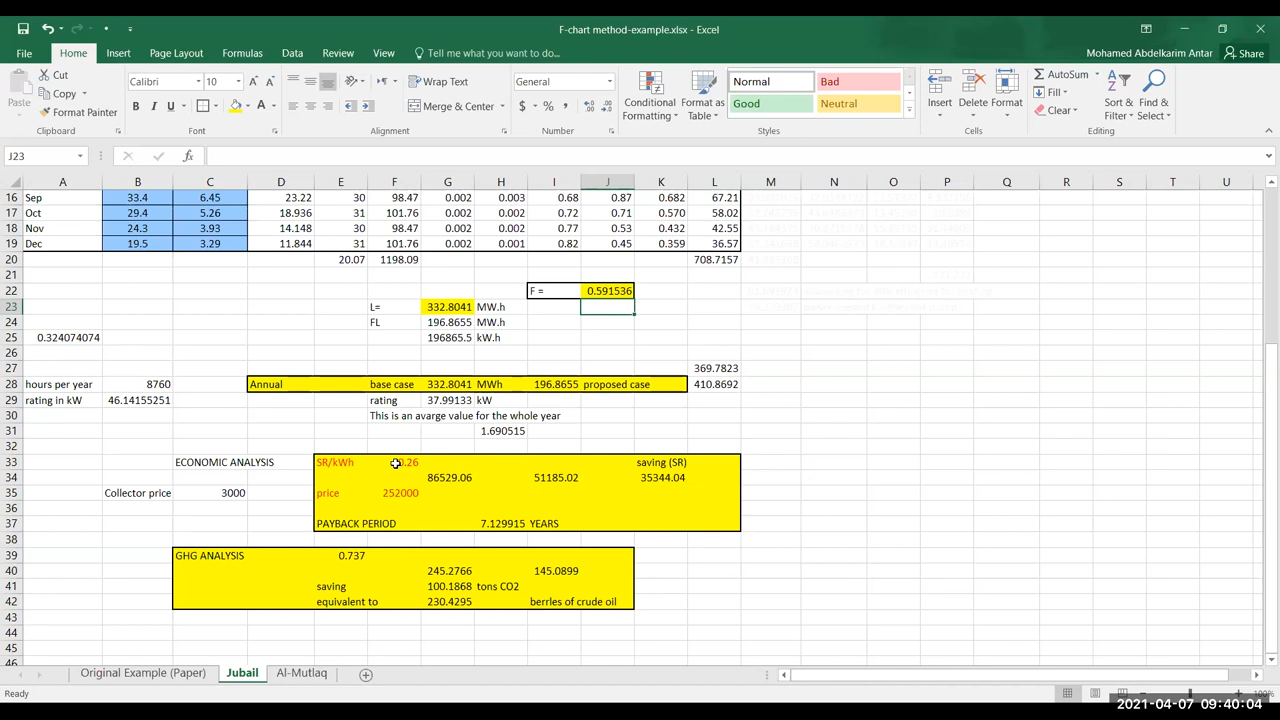 F-chart method-example.xlsx - Excel
File Home Insert Page Layout Formulas Data Review View Tell me what you want to do... Mohamed Abdelkarim Antar Share
Paste Cut Copy Format Painter Clipboard
Calibri 10 Font
Wrap Text Merge & Center Alignment
General Number
Conditional Formatting Format as Table Normal Bad Good Neutral Styles
Insert Delete Format Cells
AutoSum Fill Clear Sort & Filter Find & Select Editing
J23 fx
A B C D E F G H I J K L M N O P Q R S T U
16 Sep 33.4 6.45 23.22 30 98.47 0.002 0.003 0.68 0.87 0.682 67.21
17 Oct 29.4 5.26 18.936 31 101.76 0.002 0.002 0.72 0.71 0.570 58.02
18 Nov 24.3 3.93 14.148 30 98.47 0.002 0.002 0.77 0.53 0.432 42.55
19 Dec 19.5 3.29 11.844 31 101.76 0.002 0.001 0.82 0.45 0.359 36.57
20 20.07 1198.09 708.7157
21
22 F = 0.591536
23 L= 332.8041 MW.h
24 FL 196.8655 MW.h
25 0.324074074 196865.5 kW.h
26
27 369.7823
28 hours per year 8760 Annual base case 332.8041 MWh 196.8655 proposed case 410.8692
29 rating in kW 46.14155251 rating 37.99133 kW
30 This is an avarge value for the whole year
31 1.690515
32
33 ECONOMIC ANALYSIS SR/kWh 0.26 saving (SR)
34 86529.06 51185.02 35344.04
35 Collector price 3000 price 252000
36
37 PAYBACK PERIOD 7.129915 YEARS
38
39 GHG ANALYSIS 0.737
40 245.2766 145.0899
41 saving 100.1868 tons CO2
42 equivalent to 230.4295 berrles of crude oil
43
44
45
46
Original Example (Paper) Jubail Al-Mutlaq
Ready 100%
2021-04-07 09:40:04